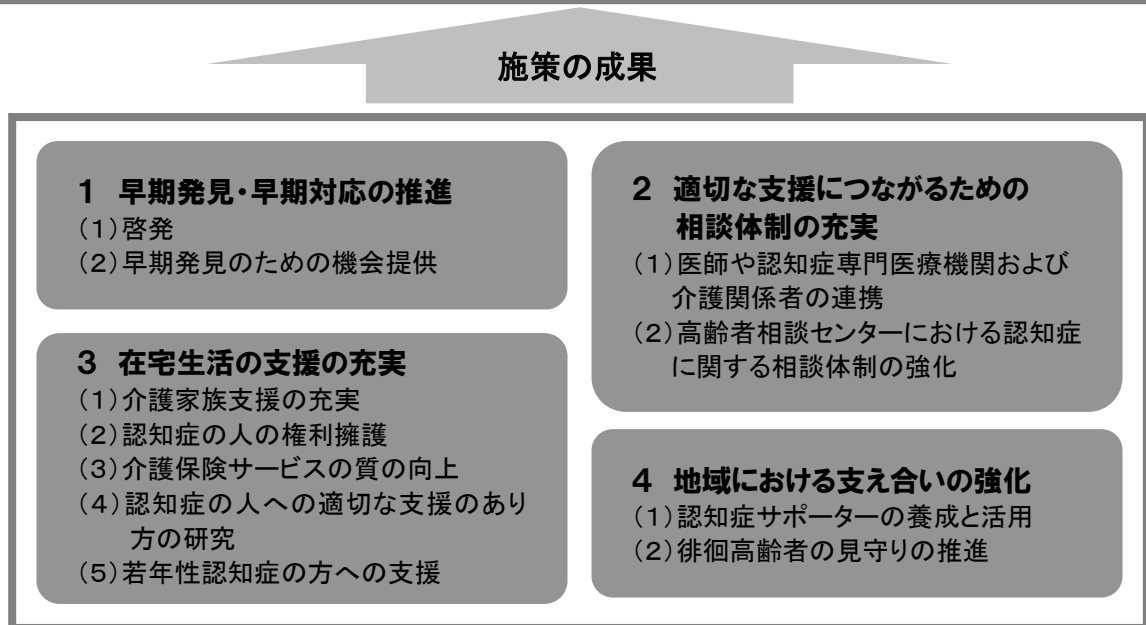 施策の成果
1 早期発見・早期対応の推進
(1)啓発
(2)早期発見のための機会提供
2 適切な支援につながるための
相談体制の充実
(1)医師や認知症専門医療機関および
介護関係者の連携
(2)高齢者相談センターにおける認知症
に関する相談体制の強化
3 在宅生活の支援の充実
(1)介護家族支援の充実
(2)認知症の人の権利擁護
(3)介護保険サービスの質の向上
(4)認知症の人への適切な支援のあり
方の研究
(5)若年性認知症の方への支援
4 地域における支え合いの強化
(1)認知症サポーターの養成と活用
(2)徘徊高齢者の見守りの推進